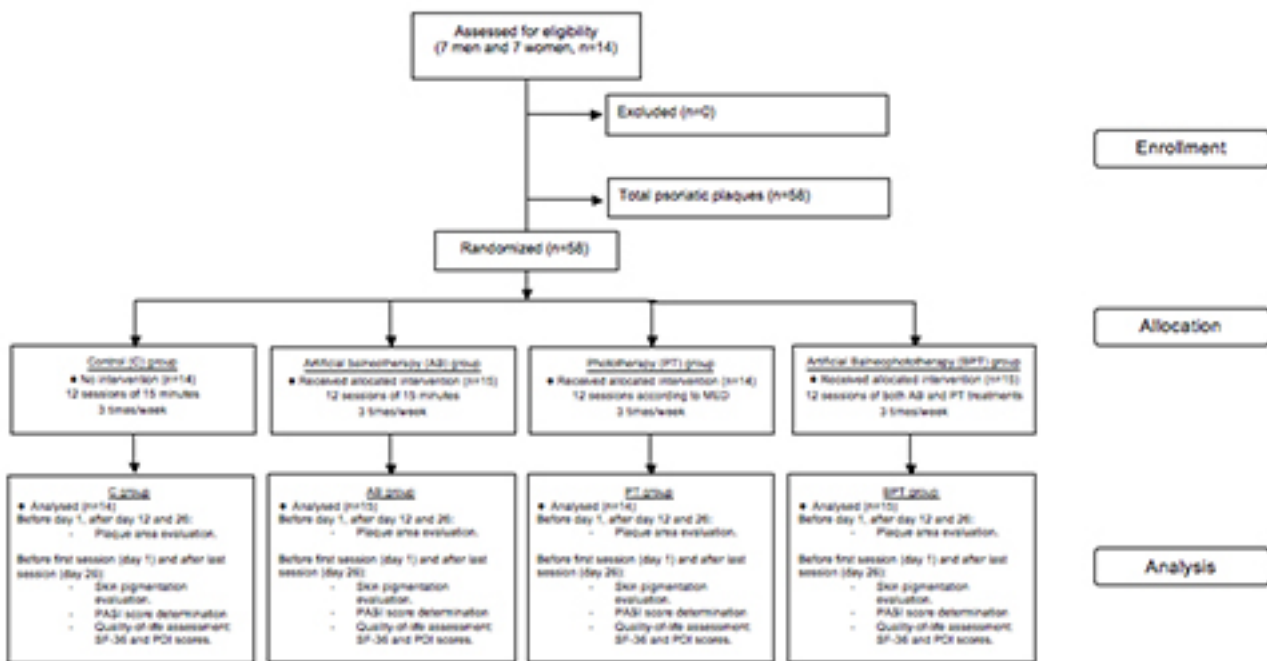 Assessed for eligibility
(7 men and 7 women, n=14)
Excluded (n=0)
Enrollment
Total psoriatic plaques (n=58)
Randomized (n=58)
Allocation
Control (C) group
♦ No intervention (n=14)
12 sessions of 15 minutes
3 times/week
Artificial balneotherapy (AB) group
♦ Received allocated intervention (n=15)
12 sessions of 15 minutes
3 times/week
Phototherapy (PT) group
♦ Received allocated intervention (n=14)
12 sessions according to MED
3 times/week
Artificial Balneophototherapy (BPT) group
♦ Received allocated intervention (n=15)
12 sessions of both AB and PT treatments
3 times/week
C group
♦ Analysed (n=14)
Before day 1, after day 12 and 26:
- Plaque area evaluation.
Before first session (day 1) and after last
session (day 26):
- Skin pigmentation
evaluation.
- PASI score determination
- Quality-of-life assessment:
SF-36 and PDI scores.
AB group
♦ Analysed (n=15)
Before day 1, after day 12 and 26:
- Plaque area evaluation.
Before first session (day 1) and after last
session (day 26):
- Skin pigmentation
evaluation.
- PASI score determination
- Quality-of-life assessment:
SF-36 and PDI scores.
PT group
♦ Analysed (n=14)
Before day 1, after day 12 and 26:
- Plaque area evaluation.
Before first session (day 1) and after last
session (day 26):
- Skin pigmentation
evaluation.
- PASI score determination
- Quality-of-life assessment:
SF-36 and PDI scores.
BPT group
♦ Analysed (n=15)
Before day 1, after day 12 and 26:
- Plaque area evaluation.
Before first session (day 1) and after last
session (day 26):
- Skin pigmentation
evaluation.
- PASI score determination
- Quality-of-life assessment:
SF-36 and PDI scores.
Analysis